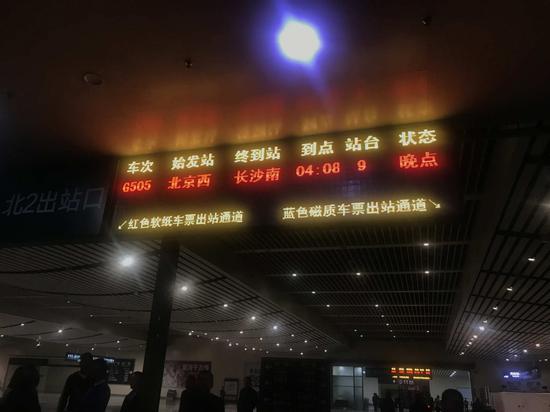 车次 始发站 终到站 到点 站台 状态
6505 北京西 长沙南 04:08 9 晚点
北2出站口
↙红色软纸车票出站通道 蓝色磁质车票出站通道↘